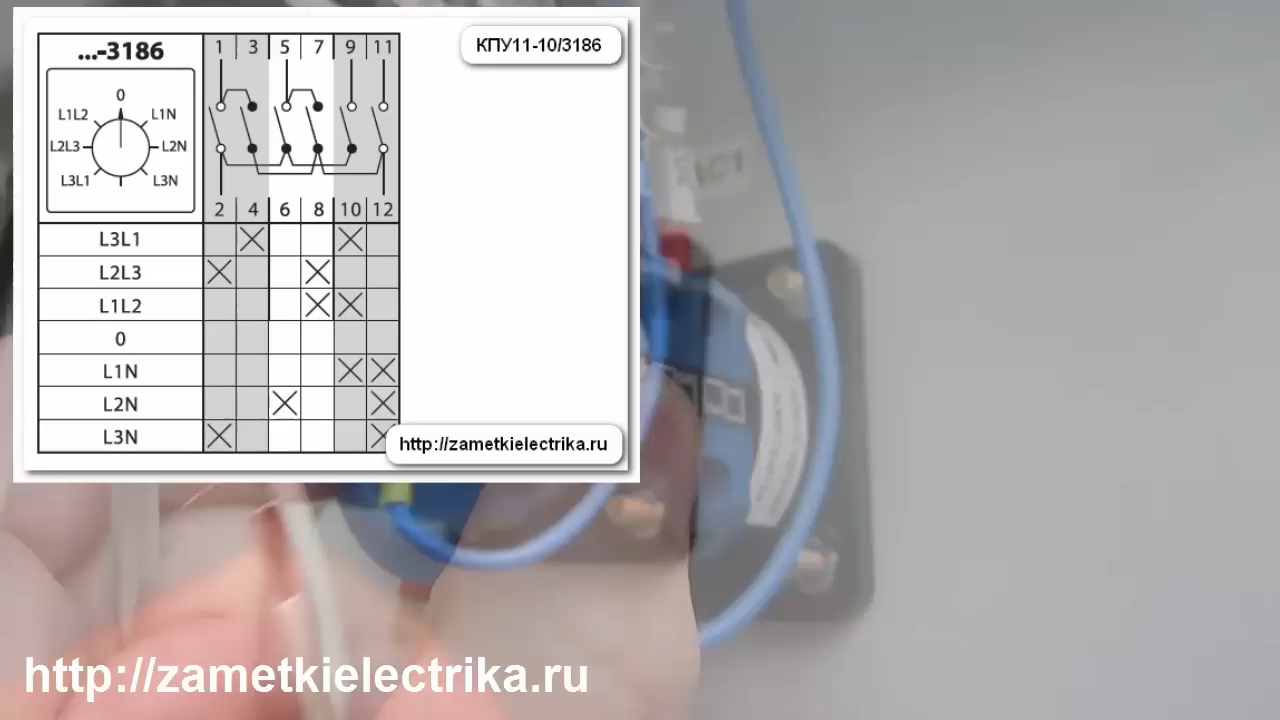 ...-3186
1 3 5 7 9 11
0
L1L2 L1N
L2L3 L2N
L3L1 L3N
2 4 6 8 10 12
L3L1
L2L3
L1L2
0
L1N
L2N
L3N
КПУ11-10/3186
http://zametkielectrika.ru
http://zametkielectrika.ru